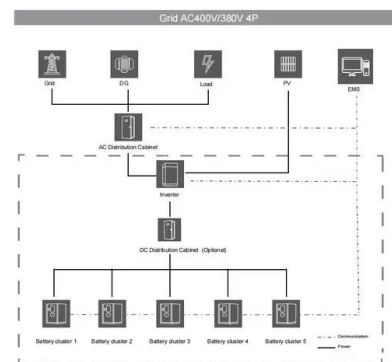 Grid AC400V/380V 4P
Grid
DG
Load
PV
EMS
AC Distribution Cabinet
Inverter
DC Distribution Cabinet (Optional)
Battery cluster 1
Battery cluster 2
Battery cluster 3
Battery cluster 4
Battery cluster 5
Communication
Power